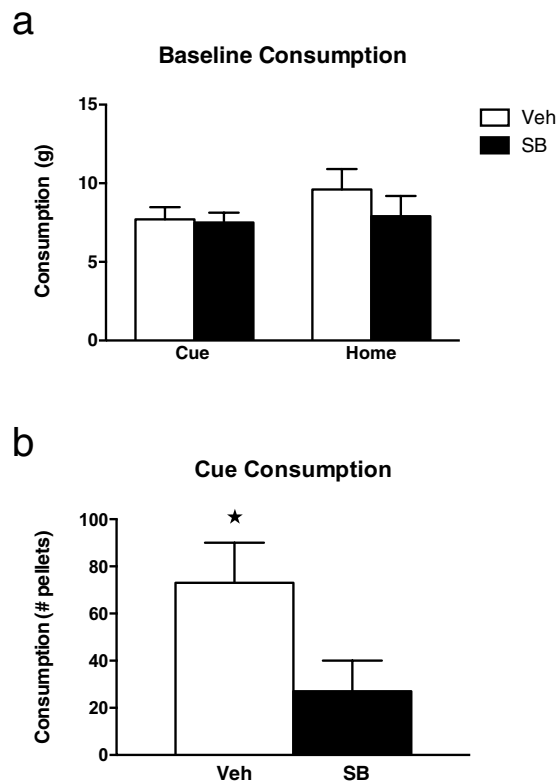 a
Baseline Consumption
Consumption (g)
15
10
5
0
Cue Home
Veh
SB
b
Cue Consumption
Consumption (# pellets)
100
80
60
40
20
0
Veh SB